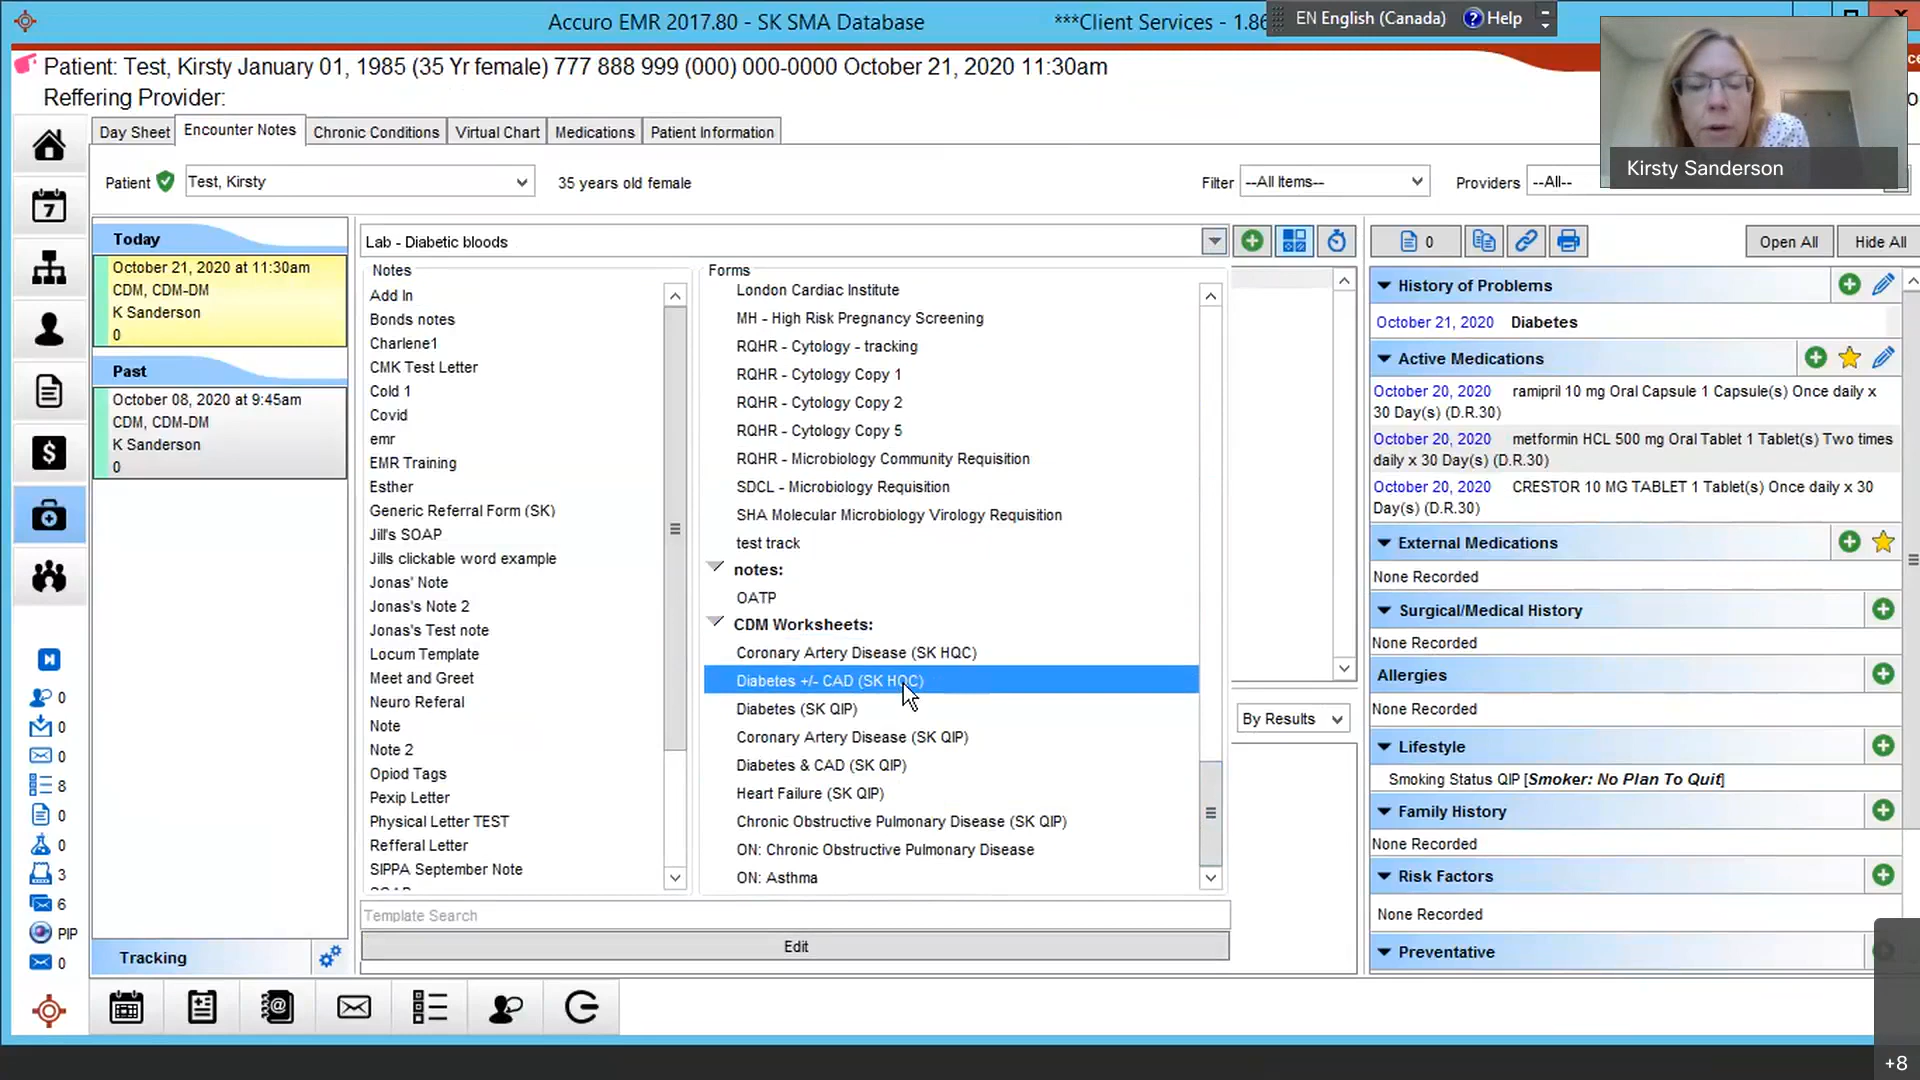 Accuro EMR 2017.80 - SK SMA Database
***Client Services - 1.86
EN English (Canada)
Help
Patient: Test, Kirsty January 01, 1985 (35 Yr female) 777 888 999 (000) 000-0000 October 21, 2020 11:30am
Reffering Provider:
Kirsty Sanderson
Day Sheet
Encounter Notes
Chronic Conditions
Virtual Chart
Medications
Patient Information
Patient
Test, Kirsty
35 years old female
Filter
--All Items--
Providers
--All--
7
Today
October 21, 2020 at 11:30am
CDM, CDM-DM
K Sanderson
0
Past
October 08, 2020 at 9:45am
CDM, CDM-DM
K Sanderson
0
Tracking
0
0
0
8
0
0
3
6
PIP
0
Lab - Diabetic bloods
Notes
Add In
Bonds notes
Charlene1
CMK Test Letter
Cold 1
Covid
emr
EMR Training
Esther
Generic Referral Form (SK)
Jill's SOAP
Jills clickable word example
Jonas' Note
Jonas's Note 2
Jonas's Test note
Locum Template
Meet and Greet
Neuro Referal
Note
Note 2
Opiod Tags
Pexip Letter
Physical Letter TEST
Refferal Letter
SIPPA September Note
Forms
London Cardiac Institute
MH - High Risk Pregnancy Screening
RQHR - Cytology - tracking
RQHR - Cytology Copy 1
RQHR - Cytology Copy 2
RQHR - Cytology Copy 5
RQHR - Microbiology Community Requisition
SDCL - Microbiology Requisition
SHA Molecular Microbiology Virology Requisition
test track
notes:
OATP
CDM Worksheets:
Coronary Artery Disease (SK HQC)
Diabetes +/- CAD (SK HQC)
Diabetes (SK QIP)
Coronary Artery Disease (SK QIP)
Diabetes & CAD (SK QIP)
Heart Failure (SK QIP)
Chronic Obstructive Pulmonary Disease (SK QIP)
ON: Chronic Obstructive Pulmonary Disease
ON: Asthma
Template Search
Edit
By Results
0
Open All
Hide All
History of Problems
October 21, 2020 Diabetes
Active Medications
October 20, 2020 ramipril 10 mg Oral Capsule 1 Capsule(s) Once daily x
30 Day(s) (D.R.30)
October 20, 2020 metformin HCL 500 mg Oral Tablet 1 Tablet(s) Two times
daily x 30 Day(s) (D.R.30)
October 20, 2020 CRESTOR 10 MG TABLET 1 Tablet(s) Once daily x 30
Day(s) (D.R.30)
External Medications
None Recorded
Surgical/Medical History
None Recorded
Allergies
None Recorded
Lifestyle
Smoking Status QIP [Smoker: No Plan To Quit]
Family History
None Recorded
Risk Factors
None Recorded
Preventative
+8